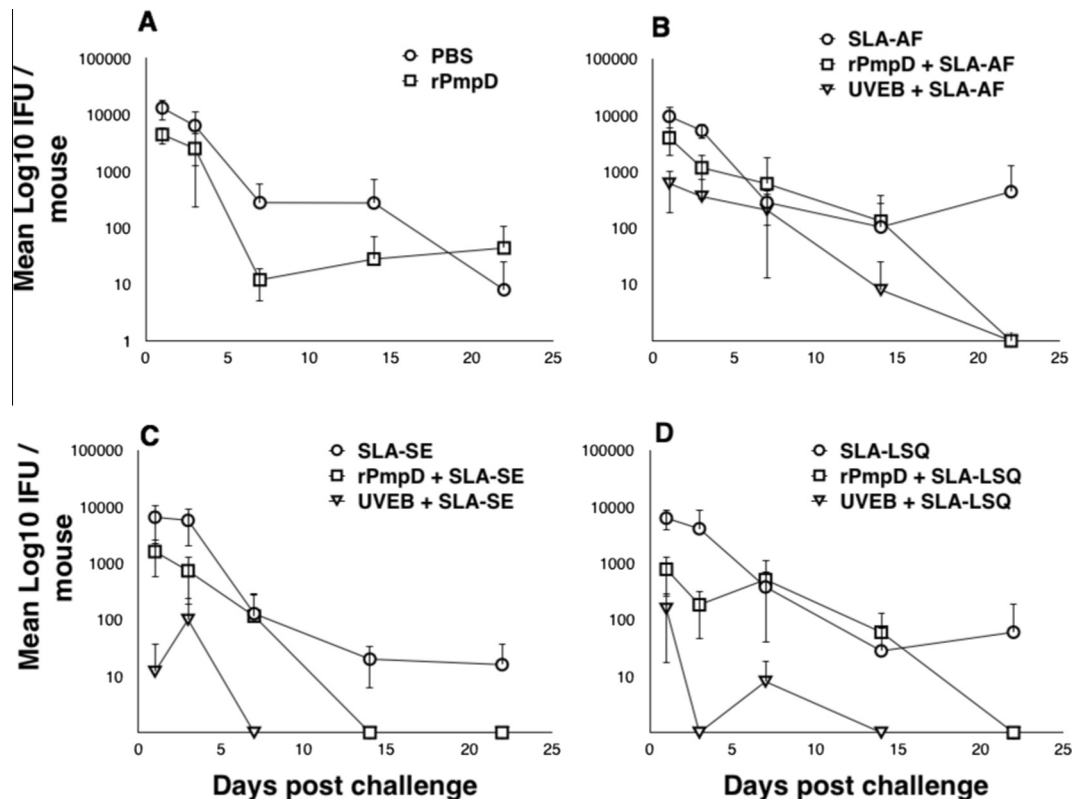 A
PBS
rPmpD
Mean Log10 IFU /
mouse
100000
10000
1000
100
10
1
0 5 10 15 20 25
B
SLA-AF
rPmpD + SLA-AF
UVEB + SLA-AF
100000
10000
1000
100
10
0 5 10 15 20 25
C
SLA-SE
rPmpD + SLA-SE
UVEB + SLA-SE
Mean Log10 IFU /
mouse
100000
10000
1000
100
10
0 5 10 15 20 25
Days post challenge
D
SLA-LSQ
rPmpD + SLA-LSQ
UVEB + SLA-LSQ
100000
10000
1000
100
10
0 5 10 15 20 25
Days post challenge